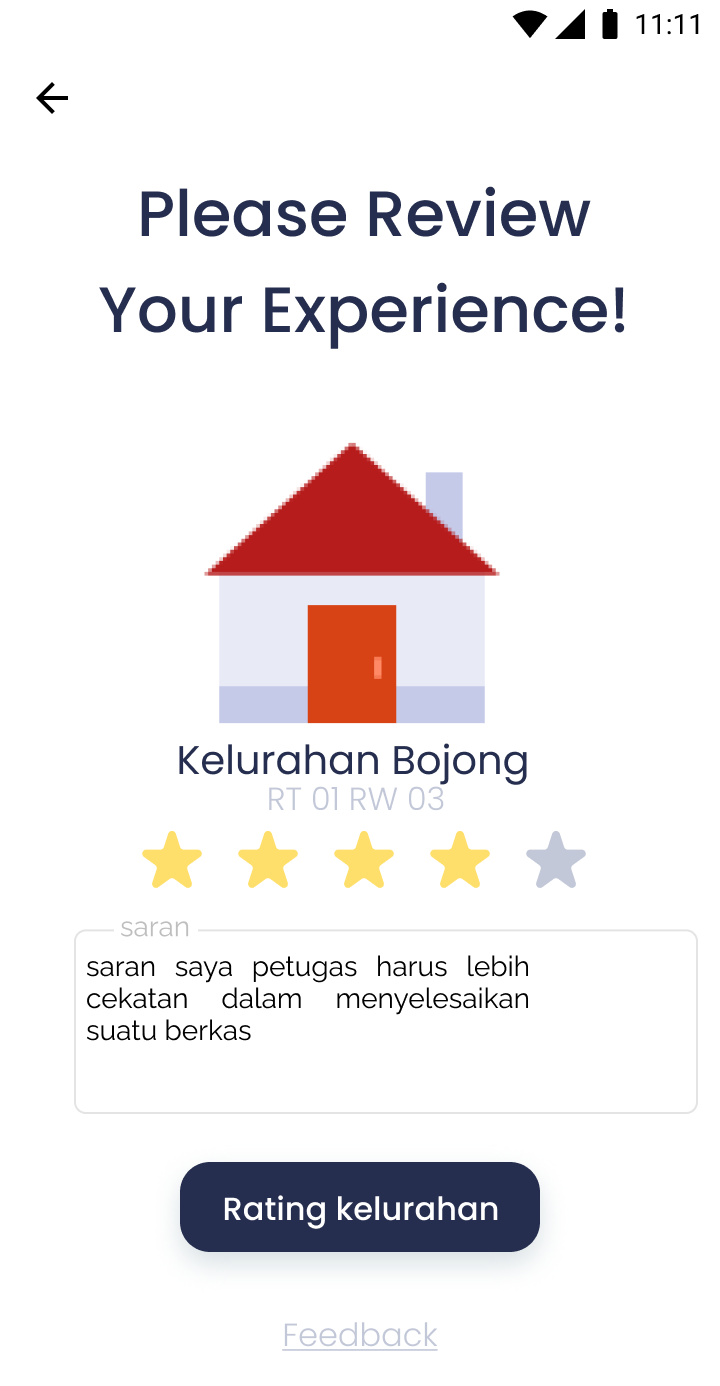 11:11
Please Review
Your Experience!
Kelurahan Bojong
RT 01 RW 03
saran
saran saya petugas harus lebih
cekatan dalam menyelesaikan
suatu berkas
Rating kelurahan
Feedback